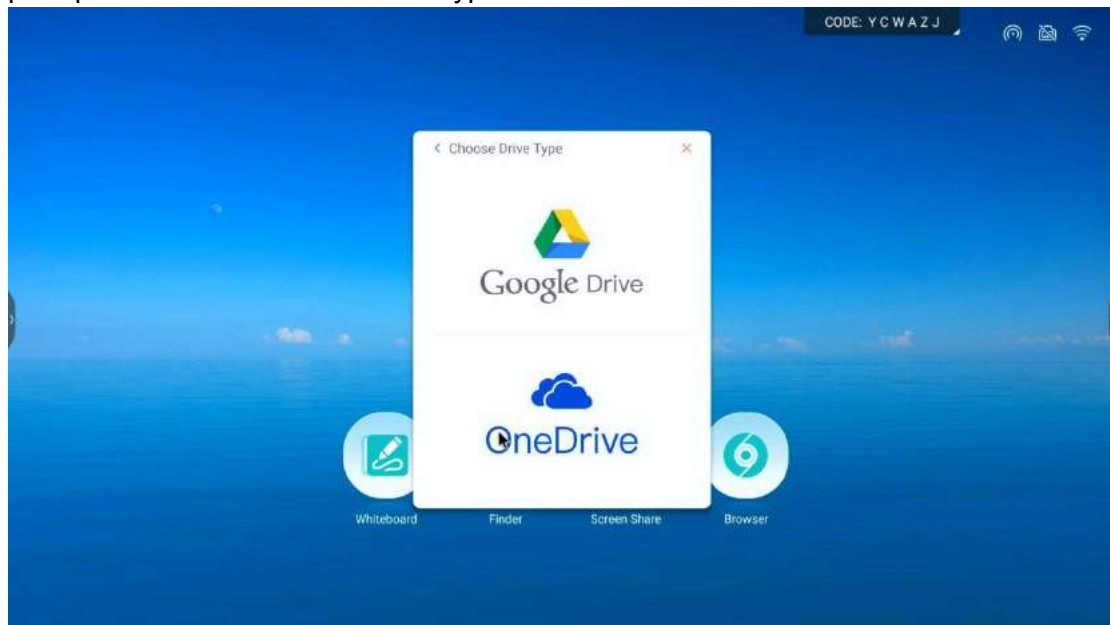 CODE: Y C W A Z J
< Choose Drive Type ×
Google Drive
OneDrive
Whiteboard Finder Screen Share Browser